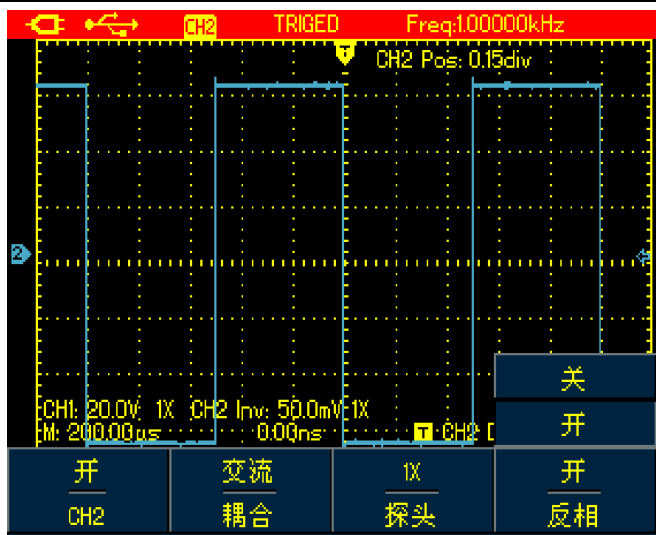 CH2 TRIGED Freq:1.00000kHz
T CH2 Pos: 0.15div
2
关
CH1: 20.0V 1X CH2 Inv: 50.0mV 1X
开
M: 200.00μs 0.00ns T CH2
开 交流 1X 开
CH2 耦合 探头 反相